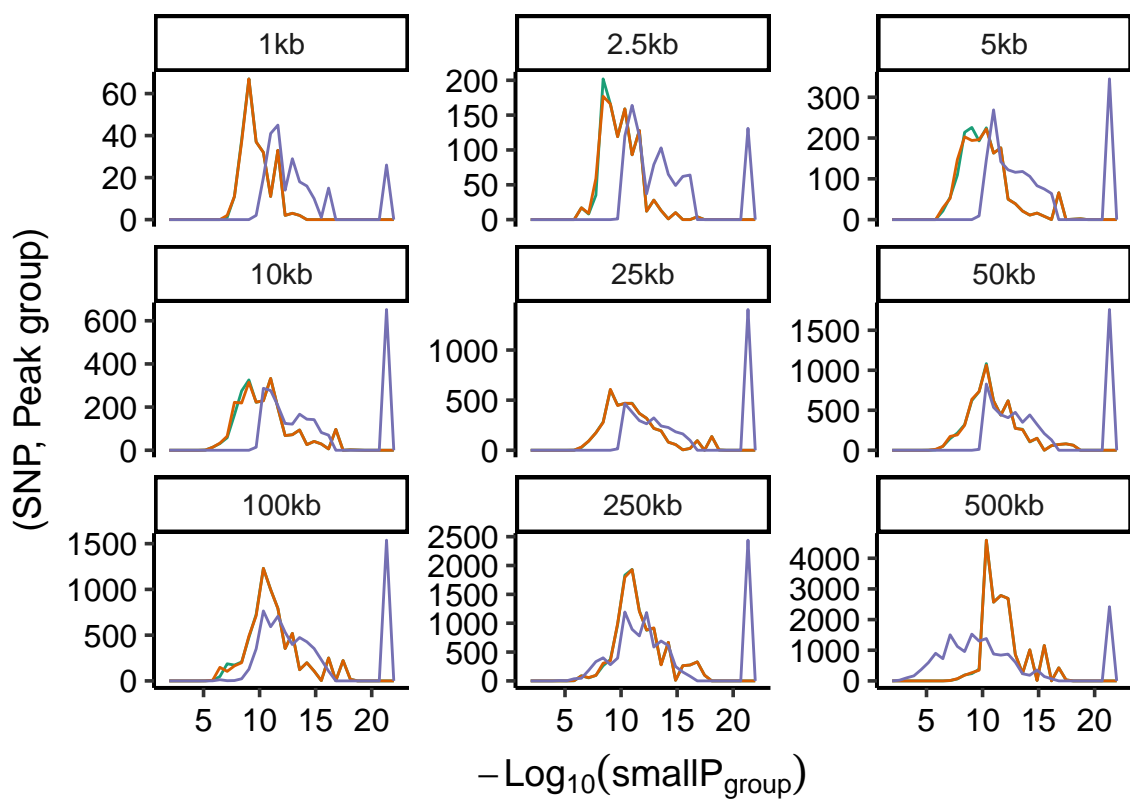 1kb 2.5kb 5kb
60 40 20 0
200 150 100 50 0
300 200 100 0
10kb 25kb 50kb
600 400 200 0
1000 500 0
1500 1000 500 0
100kb 250kb 500kb
1500 1000 500 0
2500 2000 1500 1000 500 0
4000 3000 2000 1000 0
5 10 15 20 5 10 15 20 5 10 15 20
(SNP, Peak group)
−Log10(smallPgroup)